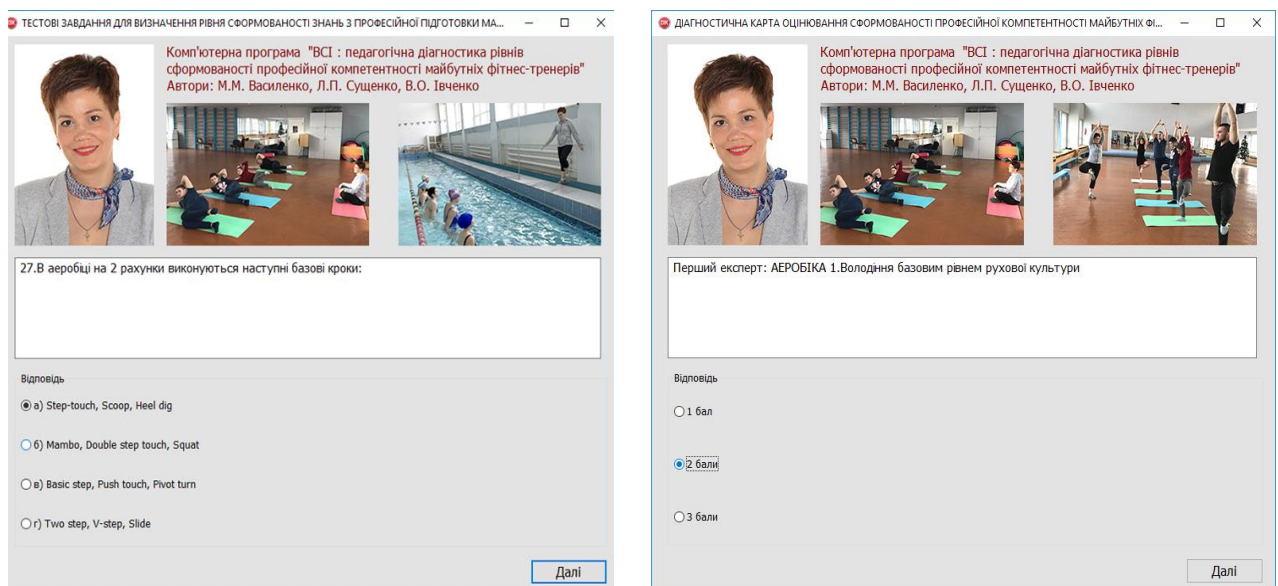 ТЕСТОВІ ЗАВДАННЯ ДЛЯ ВИЗНАЧЕННЯ РІВНЯ СФОРМОВАНОСТІ ЗНАНЬ З ПРОФЕСІЙНОЇ ПІДГОТОВКИ МА...
Комп'ютерна програма "ВСІ : педагогічна діагностика рівнів
сформованості професійної компетентності майбутніх фітнес-тренерів"
Автори: М.М. Василенко, Л.П. Сущенко, В.О. Івченко
27.В аеробіці на 2 рахунки виконуються наступні базові кроки:
Відповідь
а) Step-touch, Scoop, Heel dig
б) Mambo, Double step touch, Squat
в) Basic step, Push touch, Pivot turn
г) Two step, V-step, Slide
Далі
ДІАГНОСТИЧНА КАРТА ОЦІНЮВАННЯ СФОРМОВАНОСТІ ПРОФЕСІЙНОЇ КОМПЕТЕНТНОСТІ МАЙБУТНІХ ФІ...
Комп'ютерна програма "ВСІ : педагогічна діагностика рівнів
сформованості професійної компетентності майбутніх фітнес-тренерів"
Автори: М.М. Василенко, Л.П. Сущенко, В.О. Івченко
Перший експерт: АЕРОБІКА 1.Володіння базовим рівнем рухової культури
Відповідь
1 бал
2 бали
3 бали
Далі